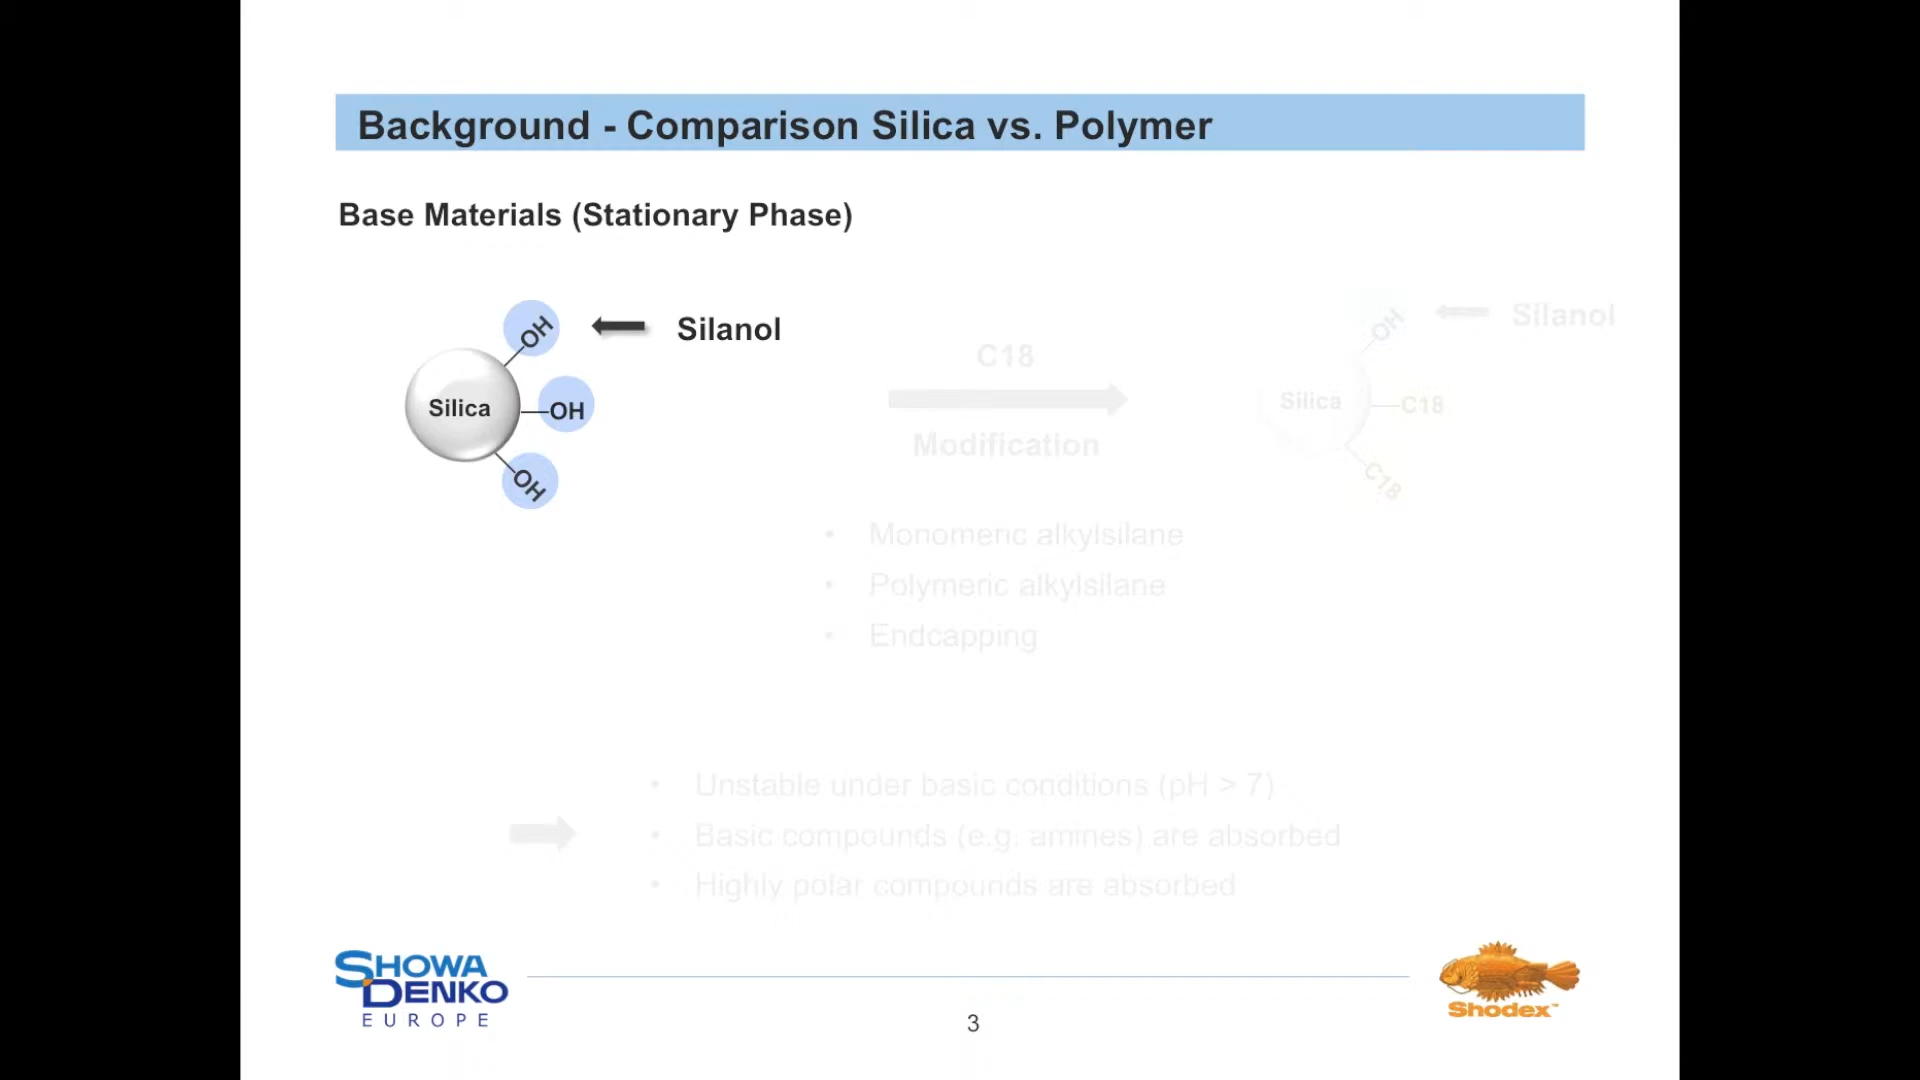 Background - Comparison Silica vs. Polymer
Base Materials (Stationary Phase)
OH
Silanol
Silica
OH
OH
C18
Modification
OH
Silanol
Silica
C18
C18
• Monomeric alkylsilane
• Polymeric alkylsilane
• Endcapping
• Unstable under basic conditions (pH > 7)
• Basic compounds (e.g. amines) are absorbed
• Highly polar compounds are absorbed
SHOWA
DENKO
EUROPE
3
Shodex™